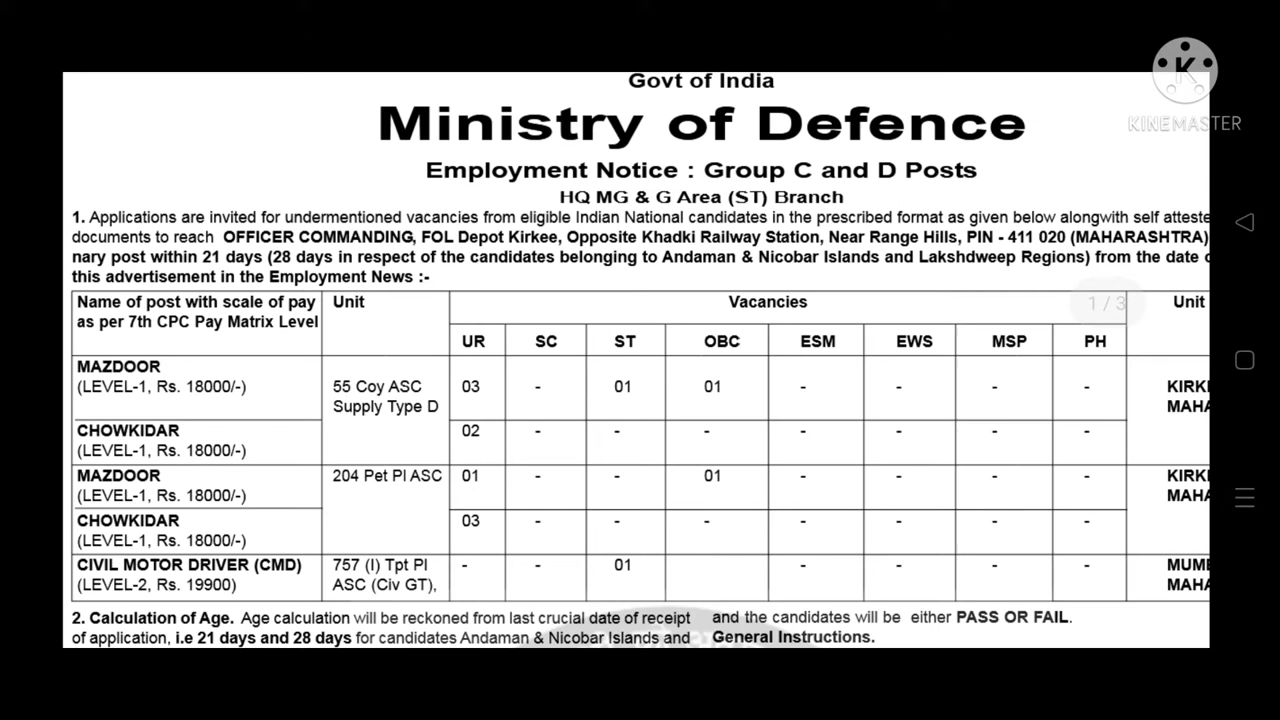 Govt of India
Ministry of Defence
Employment Notice : Group C and D Posts
HQ MG & G Area (ST) Branch
1. Applications are invited for undermentioned vacancies from eligible Indian National candidates in the prescribed format as given below alongwith self atteste
documents to reach OFFICER COMMANDING, FOL Depot Kirkee, Opposite Khadki Railway Station, Near Range Hills, PIN - 411 020 (MAHARASHTRA)
nary post within 21 days (28 days in respect of the candidates belonging to Andaman & Nicobar Islands and Lakshdweep Regions) from the date
this advertisement in the Employment News :-
Name of post with scale of pay as per 7th CPC Pay Matrix Level Unit Vacancies Unit
UR SC ST OBC ESM EWS MSP PH
MAZDOOR
(LEVEL-1, Rs. 18000/-) 55 Coy ASC 03 - 01 01 - - - - KIRK
Supply Type D MAHA
CHOWKIDAR 02 - - - - - - -
(LEVEL-1, Rs. 18000/-)
MAZDOOR 204 Pet Pl ASC 01 - - 01 - - - - KIRK
(LEVEL-1, Rs. 18000/-) MAHA
CHOWKIDAR 03 - - - - - - -
(LEVEL-1, Rs. 18000/-)
CIVIL MOTOR DRIVER (CMD) 757 (I) Tpt Pl - - 01 - - - - MUM
(LEVEL-2, Rs. 19900) ASC (Civ GT), MAHA
2. Calculation of Age. Age calculation will be reckoned from last crucial date of receipt
of application, i.e 21 days and 28 days for candidates Andaman & Nicobar Islands and
and the candidates will be either PASS OR FAIL.
General Instructions.
1 / 3
K
KINEMASTER